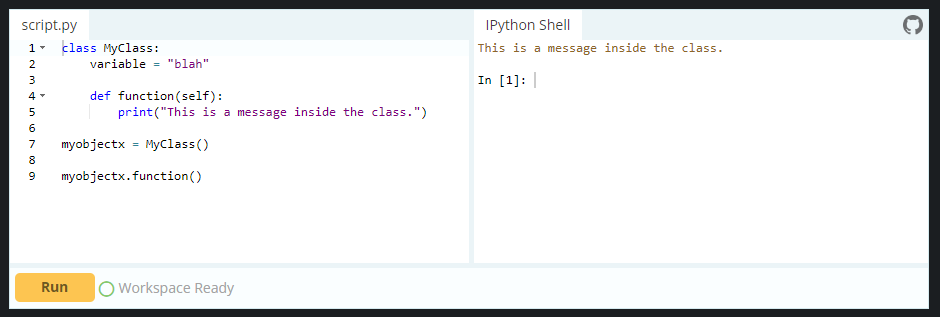 script.py
1 class MyClass:
2     variable = "blah"
3
4     def function(self):
5         print("This is a message inside the class.")
6
7 myobjectx = MyClass()
8
9 myobjectx.function()
IPython Shell
This is a message inside the class.
In [1]:
Run
Workspace Ready